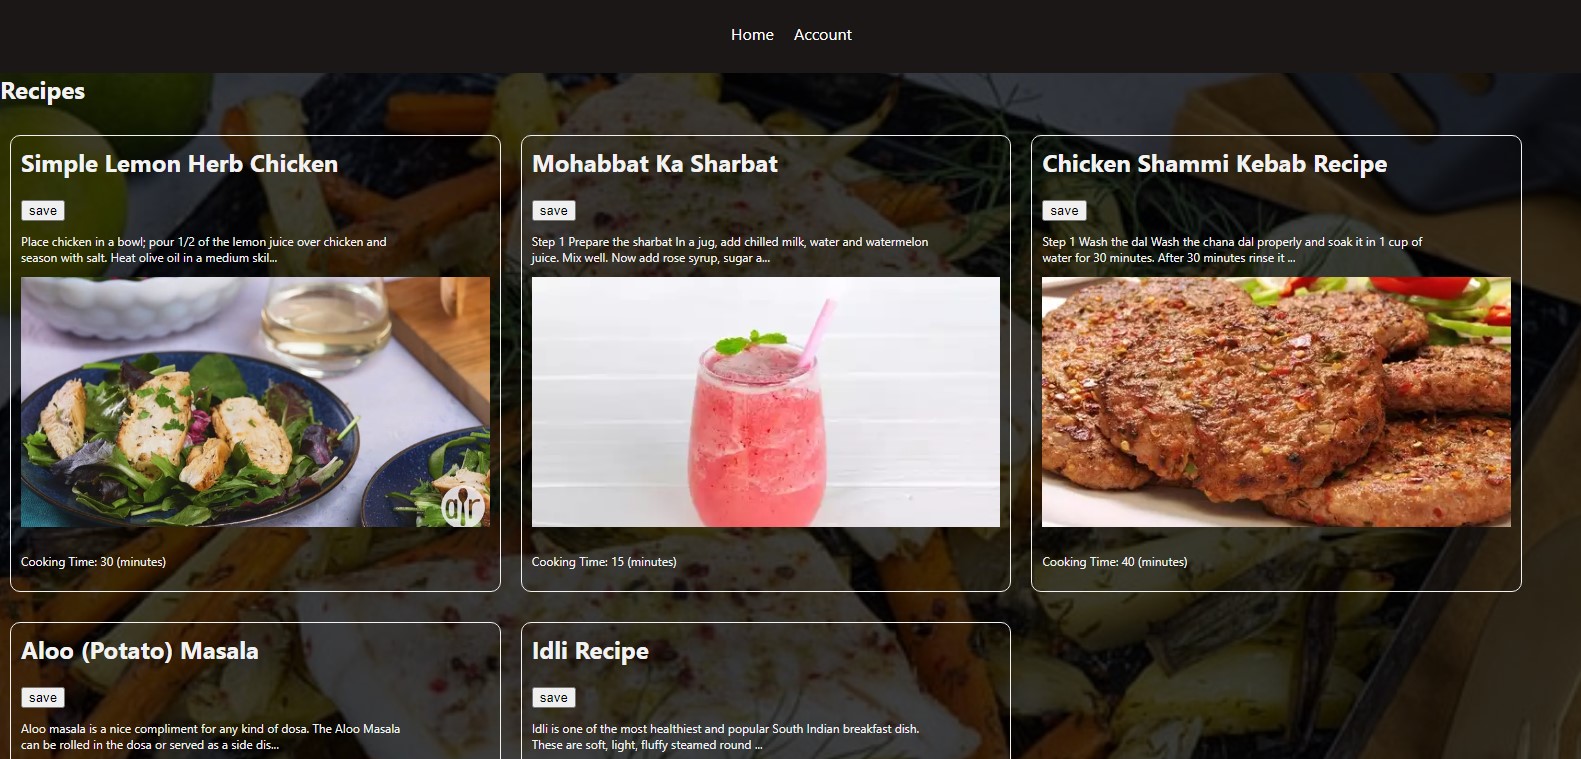 Home Account
Recipes
Simple Lemon Herb Chicken
save
Place chicken in a bowl; pour 1/2 of the lemon juice over chicken and
season with salt. Heat olive oil in a medium skil...
ar
Cooking Time: 30 (minutes)
Mohabbat Ka Sharbat
save
Step 1 Prepare the sharbat In a jug, add chilled milk, water and watermelon
juice. Mix well. Now add rose syrup, sugar a...
Cooking Time: 15 (minutes)
Chicken Shammi Kebab Recipe
save
Step 1 Wash the dal Wash the chana dal properly and soak it in 1 cup of
water for 30 minutes. After 30 minutes rinse it ...
Cooking Time: 40 (minutes)
Aloo (Potato) Masala
save
Aloo masala is a nice compliment for any kind of dosa. The Aloo Masala
can be rolled in the dosa or served as a side dis...
Idli Recipe
save
Idli is one of the most healthiest and popular South Indian breakfast dish.
These are soft, light, fluffy steamed round ...